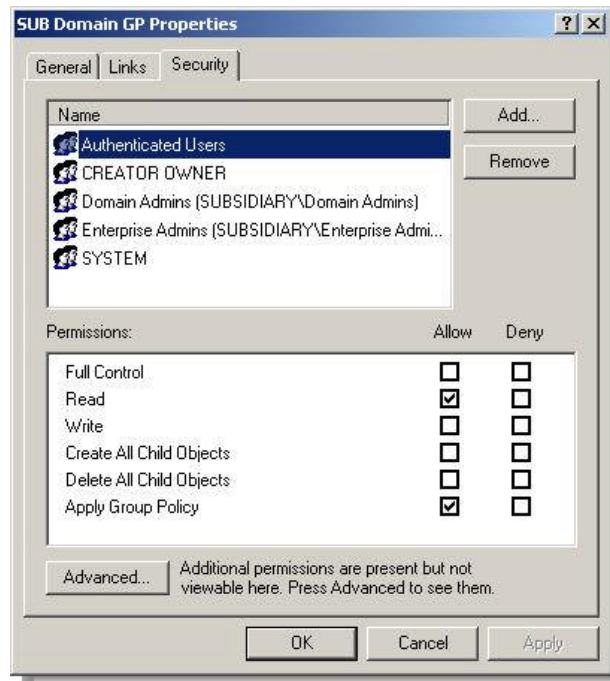 SUB Domain GP Properties
? X
General Links Security
Name
Add...
Authenticated Users
Remove
CREATOR OWNER
Domain Admins (SUBSIDIARY\Domain Admins)
Enterprise Admins (SUBSIDIARY\Enterprise Admi...
SYSTEM
Permissions: Allow Deny
Full Control
Read
Write
Create All Child Objects
Delete All Child Objects
Apply Group Policy
Advanced...
Additional permissions are present but not
viewable here. Press Advanced to see them.
OK Cancel Apply